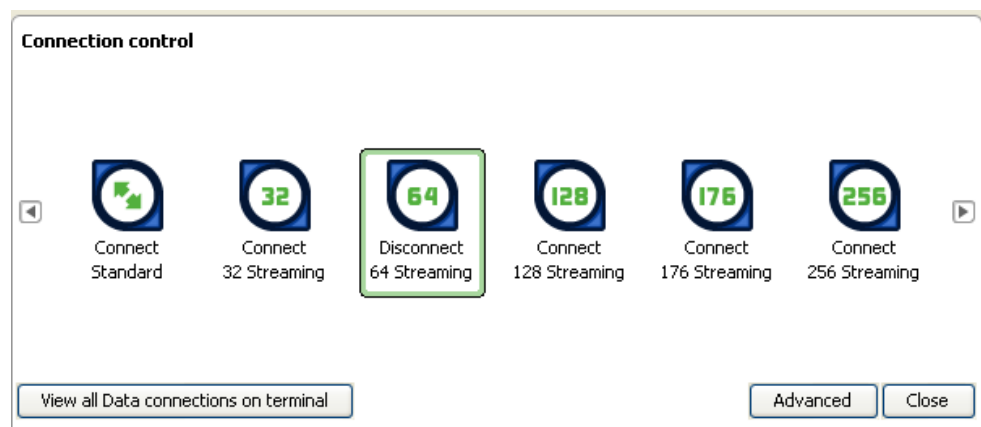 Connection control
32
64
128
176
256
Connect
Standard
Connect
32 Streaming
Disconnect
64 Streaming
Connect
128 Streaming
Connect
176 Streaming
Connect
256 Streaming
View all Data connections on terminal
Advanced
Close